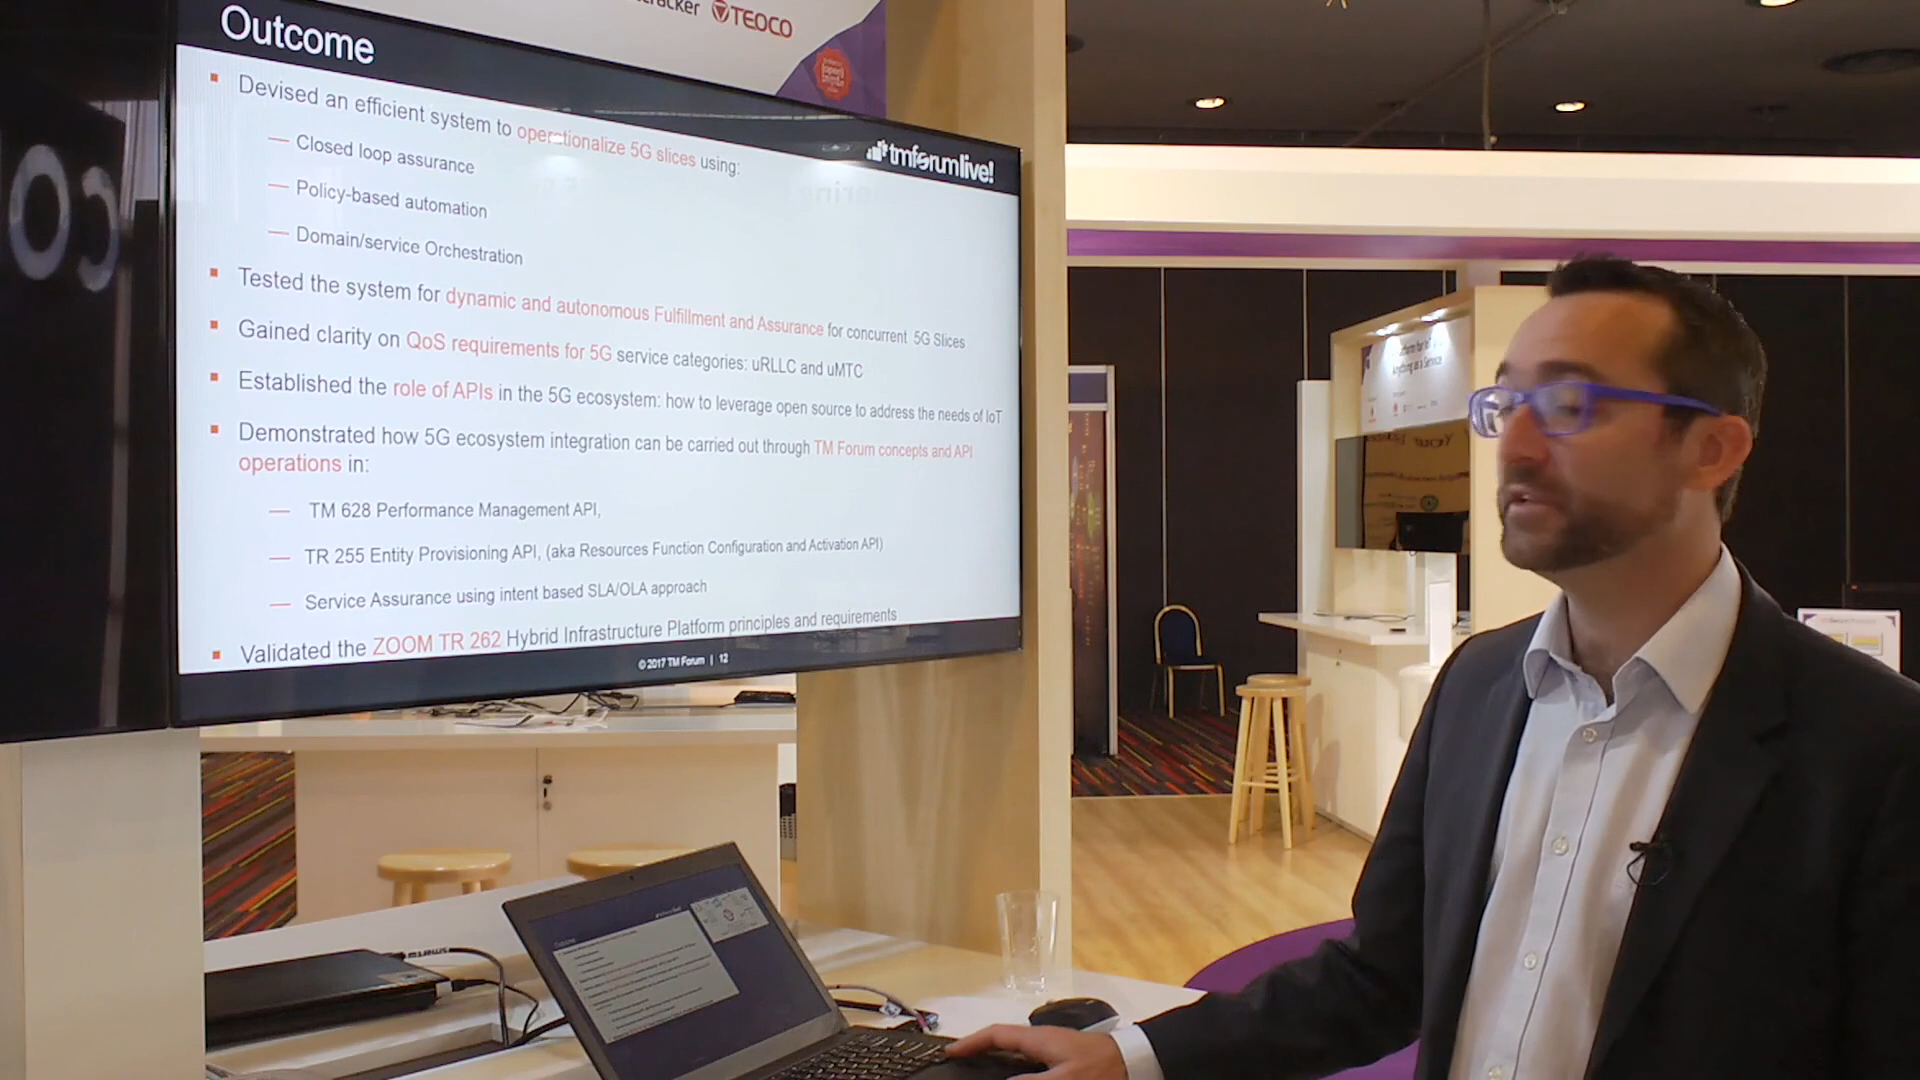 TEOCO
Outcome
tmforumlive!
▪ Devised an efficient system to operationalize 5G slices using:
— Closed loop assurance
— Policy-based automation
— Domain/service Orchestration
▪ Tested the system for dynamic and autonomous Fulfillment and Assurance for concurrent 5G Slices
▪ Gained clarity on QoS requirements for 5G service categories: uRLLC and uMTC
▪ Established the role of APIs in the 5G ecosystem: how to leverage open source to address the needs of IoT
▪ Demonstrated how 5G ecosystem integration can be carried out through TM Forum concepts and API
operations in:
— TM 628 Performance Management API,
— TR 255 Entity Provisioning API, (aka Resources Function Configuration and Activation API)
— Service Assurance using intent based SLA/OLA approach
▪ Validated the ZOOM TR 262 Hybrid Infrastructure Platform principles and requirements
© 2017 TM Forum | 12
Anything as a Service
Outcome